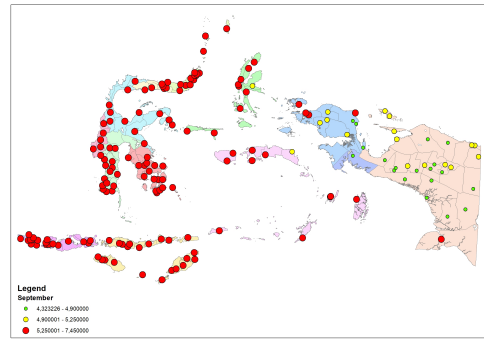 Legend
September
4,323226 - 4,900000
4,900001 - 5,250000
5,250001 - 7,450000